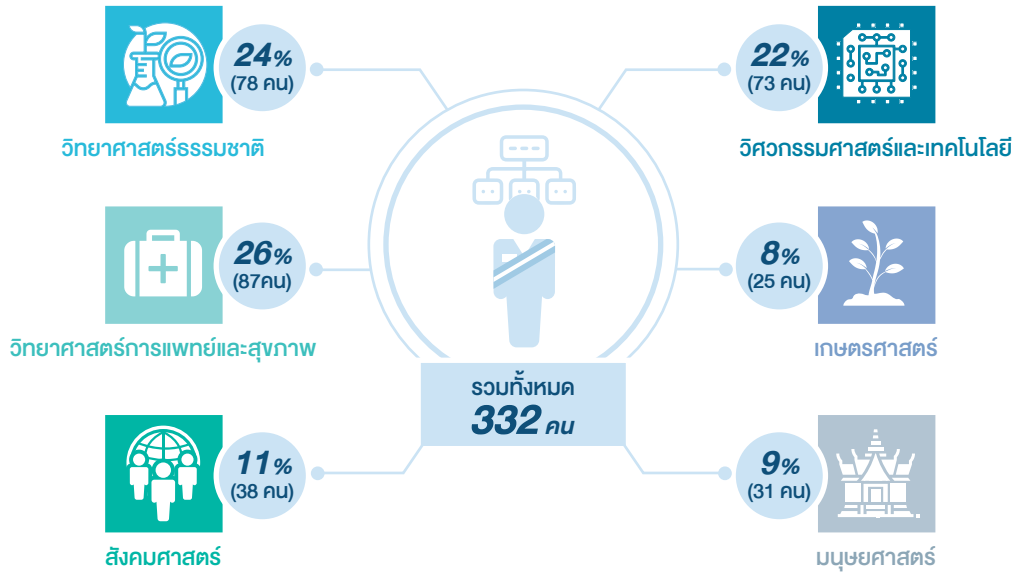 24%
(78 คน)
วิทยาศาสตร์ธรรมชาติ
22%
(73 คน)
วิศวกรรมศาสตร์และเทคโนโลยี
26%
(87คน)
วิทยาศาสตร์การแพทย์และสุขภาพ
8%
(25 คน)
เกษตรศาสตร์
รวมทั้งหมด
332 คน
11%
(38 คน)
สังคมศาสตร์
9%
(31 คน)
มนุษยศาสตร์